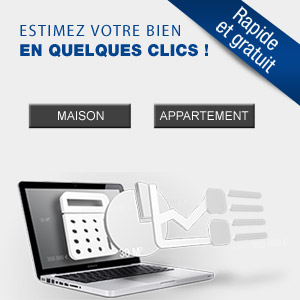 ESTIMEZ VOTRE BIEN
EN QUELQUES CLICS !
Rapide
et gratuit
MAISON
APPARTEMENT